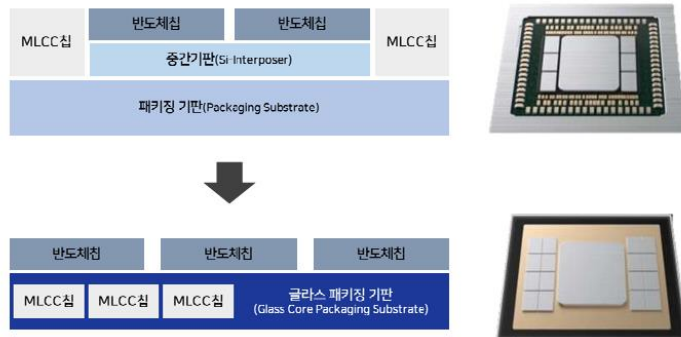 MLCC칩
반도체칩
반도체칩
MLCC칩
중간기판(Si-Interposer)
패키징 기판(Packaging Substrate)
반도체칩
반도체칩
반도체칩
MLCC칩
MLCC칩
MLCC칩
글라스 패키징 기판
(Glass Core Packaging Substrate)